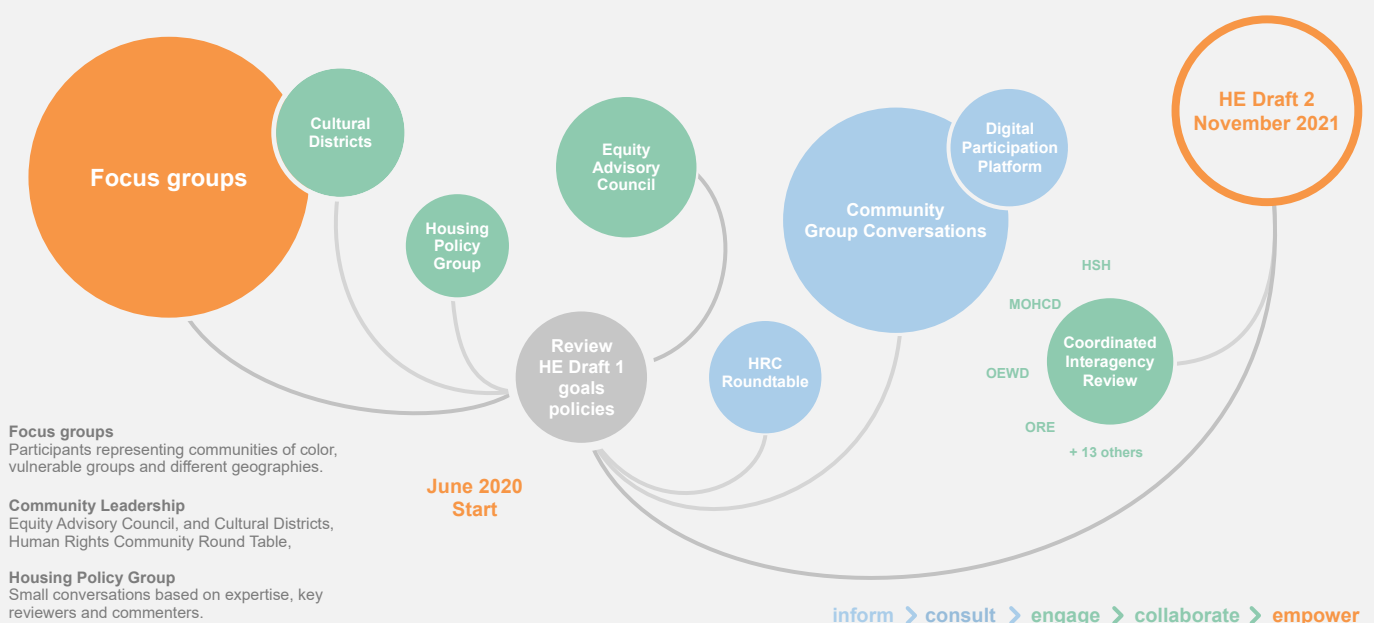 Focus groups
Cultural
Districts
Housing
Policy
Group
Equity
Advisory
Council
Review
HE Draft 1
goals
policies
June 2020
Start
HRC
Roundtable
Community
Group Conversations
Digital
Participation
Platform
HE Draft 2
November 2021
HSH
MOHCD
OEWD
ORE
+ 13 others
Coordinated
Interagency
Review
Focus groups
Participants representing communities of color,
vulnerable groups and different geographies.
Community Leadership
Equity Advisory Council, and Cultural Districts,
Human Rights Community Round Table,
Housing Policy Group
Small conversations based on expertise, key
reviewers and commenters.
inform > consult > engage > collaborate > empower